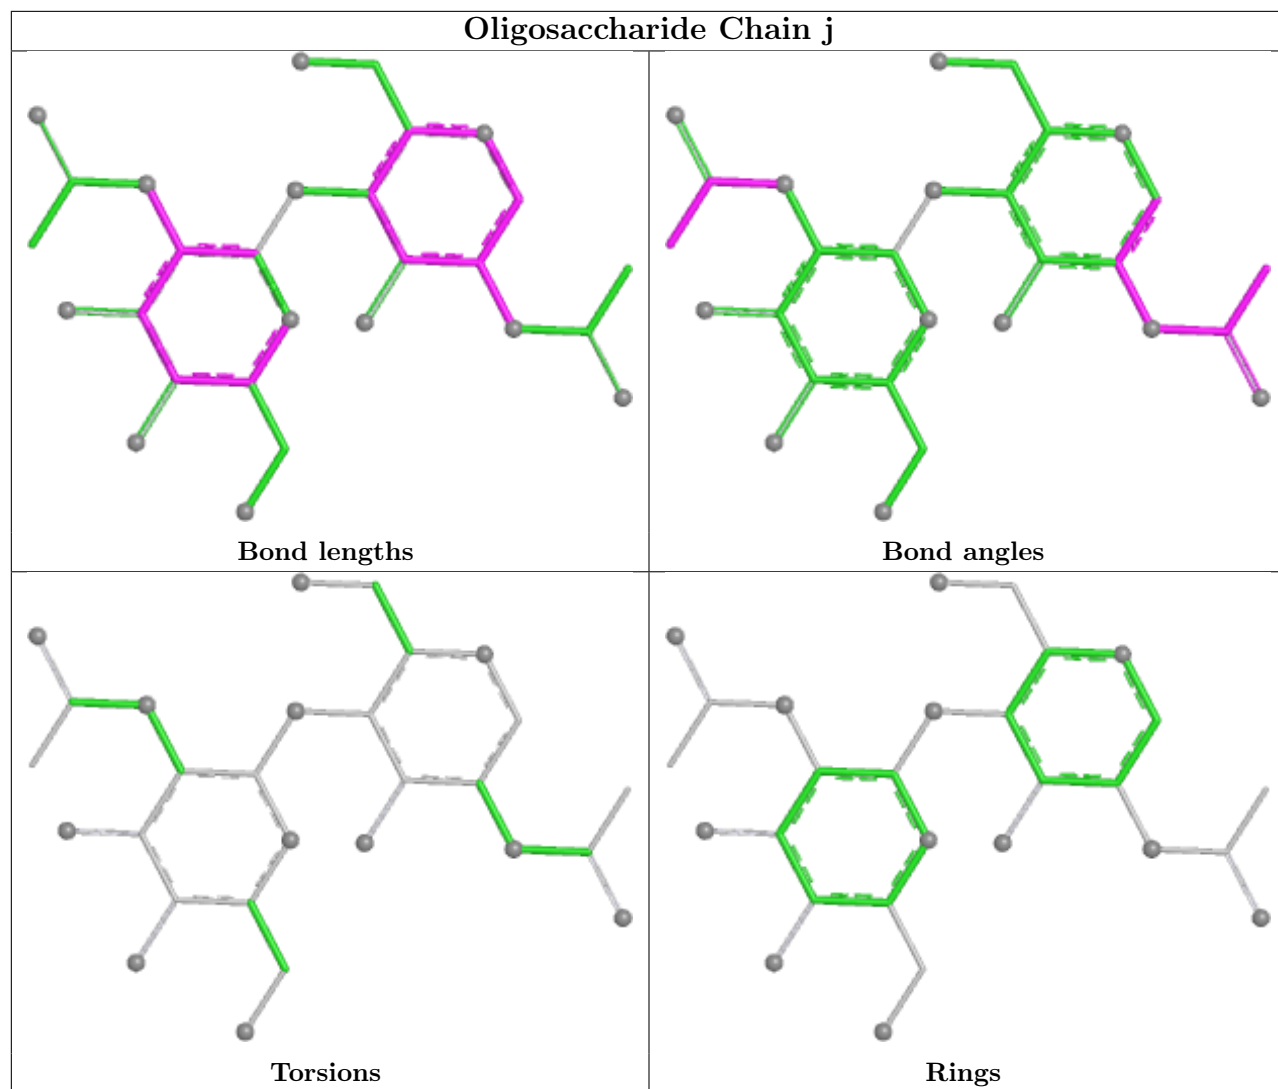 Oligosaccharide Chain j
Bond lengths
Bond angles
Torsions
Rings